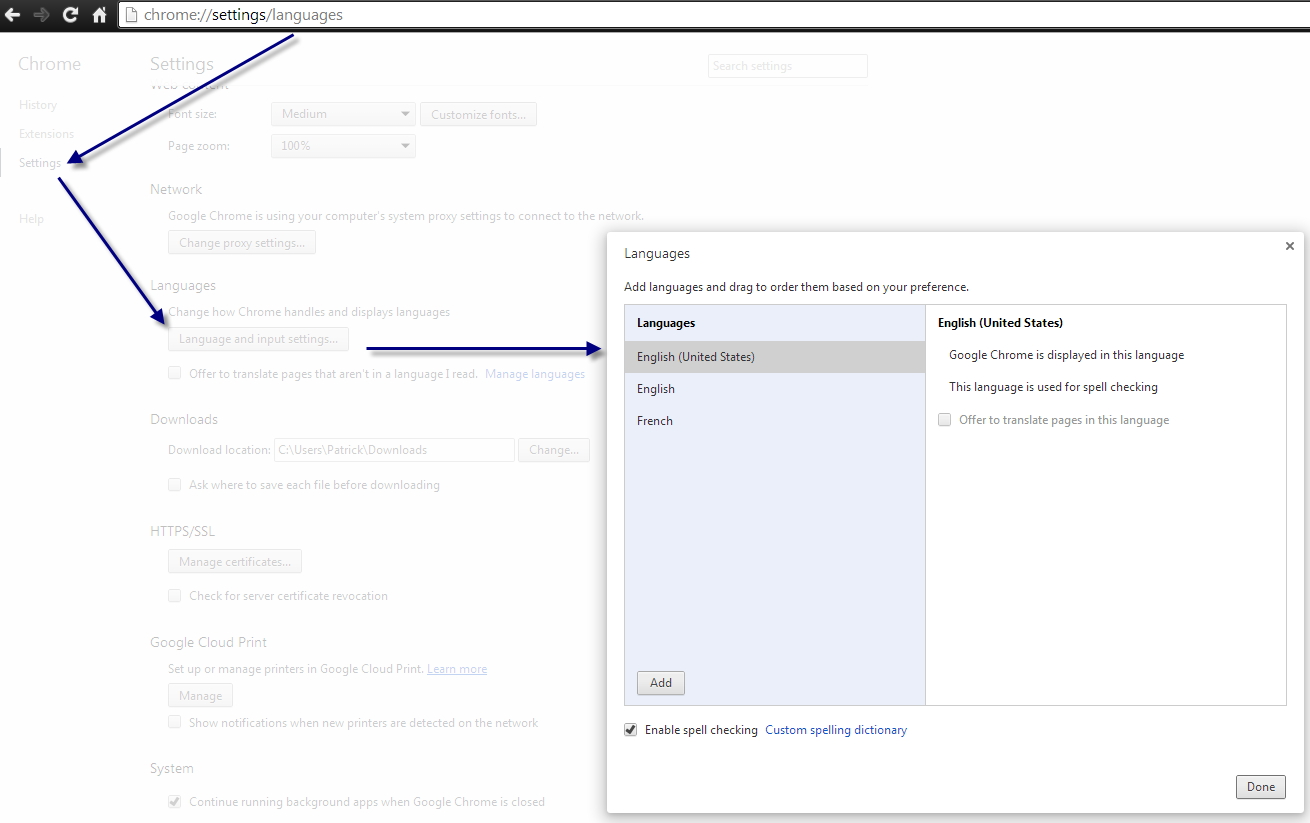 chrome://settings/languages
Chrome
History
Extensions
Settings
Help
Settings
Search settings
Web content
Font size: Medium Customize fonts...
Page zoom: 100%
Network
Google Chrome is using your computer's system proxy settings to connect to the network.
Change proxy settings...
Languages
Change how Chrome handles and displays languages
Language and input settings...
Offer to translate pages that aren't in a language I read. Manage languages
Downloads
Download location: C:\Users\Patrick\Downloads Change...
Ask where to save each file before downloading
HTTPS/SSL
Manage certificates...
Check for server certificate revocation
Google Cloud Print
Set up or manage printers in Google Cloud Print. Learn more
Manage
Show notifications when new printers are detected on the network
System
Continue running background apps when Google Chrome is closed
Languages
Add languages and drag to order them based on your preference.
Languages
English (United States)
English
French
Add
English (United States)
Google Chrome is displayed in this language
This language is used for spell checking
Offer to translate pages in this language
Enable spell checking Custom spelling dictionary
Done